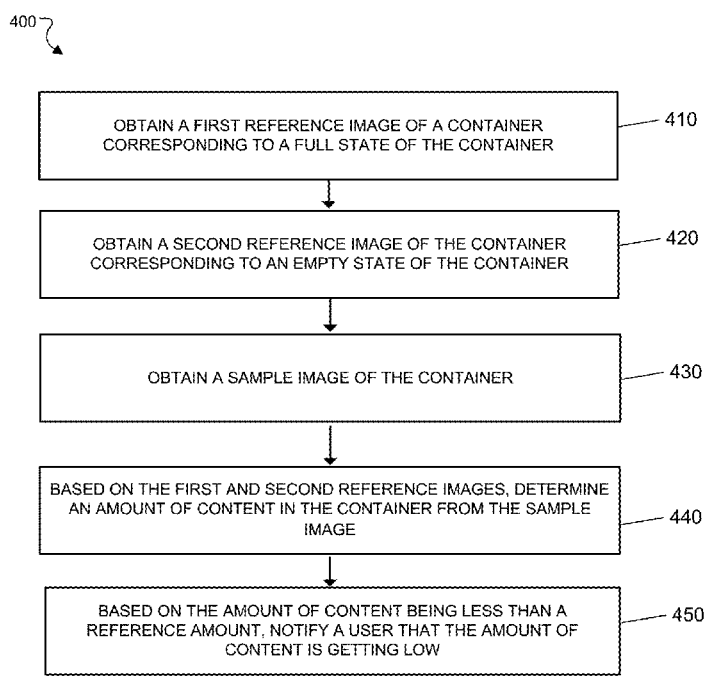 400
OBTAIN A FIRST REFERENCE IMAGE OF A CONTAINER
CORRESPONDING TO A FULL STATE OF THE CONTAINER
410
OBTAIN A SECOND REFERENCE IMAGE OF THE CONTAINER
CORRESPONDING TO AN EMPTY STATE OF THE CONTAINER
420
OBTAIN A SAMPLE IMAGE OF THE CONTAINER
430
BASED ON THE FIRST AND SECOND REFERENCE IMAGES, DETERMINE
AN AMOUNT OF CONTENT IN THE CONTAINER FROM THE SAMPLE
IMAGE
440
BASED ON THE AMOUNT OF CONTENT BEING LESS THAN A
REFERENCE AMOUNT, NOTIFY A USER THAT THE AMOUNT OF
CONTENT IS GETTING LOW
450